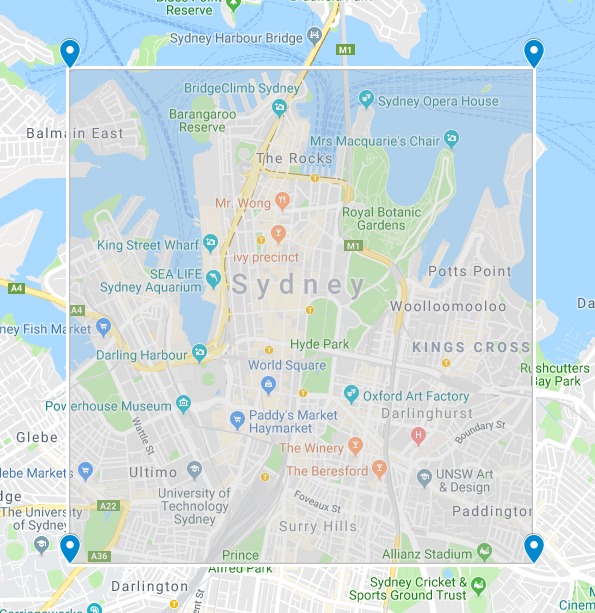 Blues Point
Reserve
Sydney Harbour Bridge
M1
BridgeClimb Sydney
Sydney Opera House
Barangaroo
Reserve
Balmain East
Mrs Macquarie's Chair
The Rocks
Mr. Wong
Royal Botanic
Gardens
King Street Wharf
M1
ivy precinct
SEA LIFE
Sydney Aquarium
Potts Point
Sydney
A4
A4
Woolloomooloo
Da
ney Fish Market
Hyde Park
KINGS CROSS
Darling Harbour
World Square
Rushcutters
Bay Park
Oxford Art Factory
Powerhouse Museum
Paddy's Market
Haymarket
Darlinghurst
Wattle St
Boundary St
Glebe
H
The Winery
lebe Markets
Ultimo
The Beresford
UNSW Art
& Design
dge
University of
Technology
Sydney
Foveaux St
A22
The University
of Sydney
Paddington
Surry Hills
A36
Prince
Alfred Park
Allianz Stadium
Darlington
Sydney Cricket &
Sports Ground Trust
Carriageworks
ent St
M
Cinem